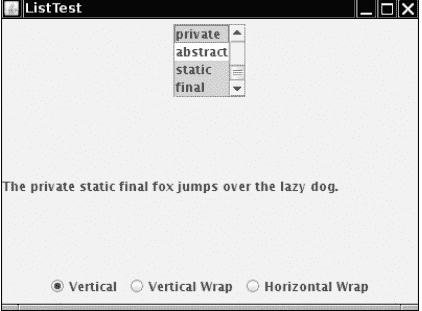 ListTest
private
abstract
static
final
The private static final fox jumps over the lazy dog.
Vertical Vertical Wrap Horizontal Wrap